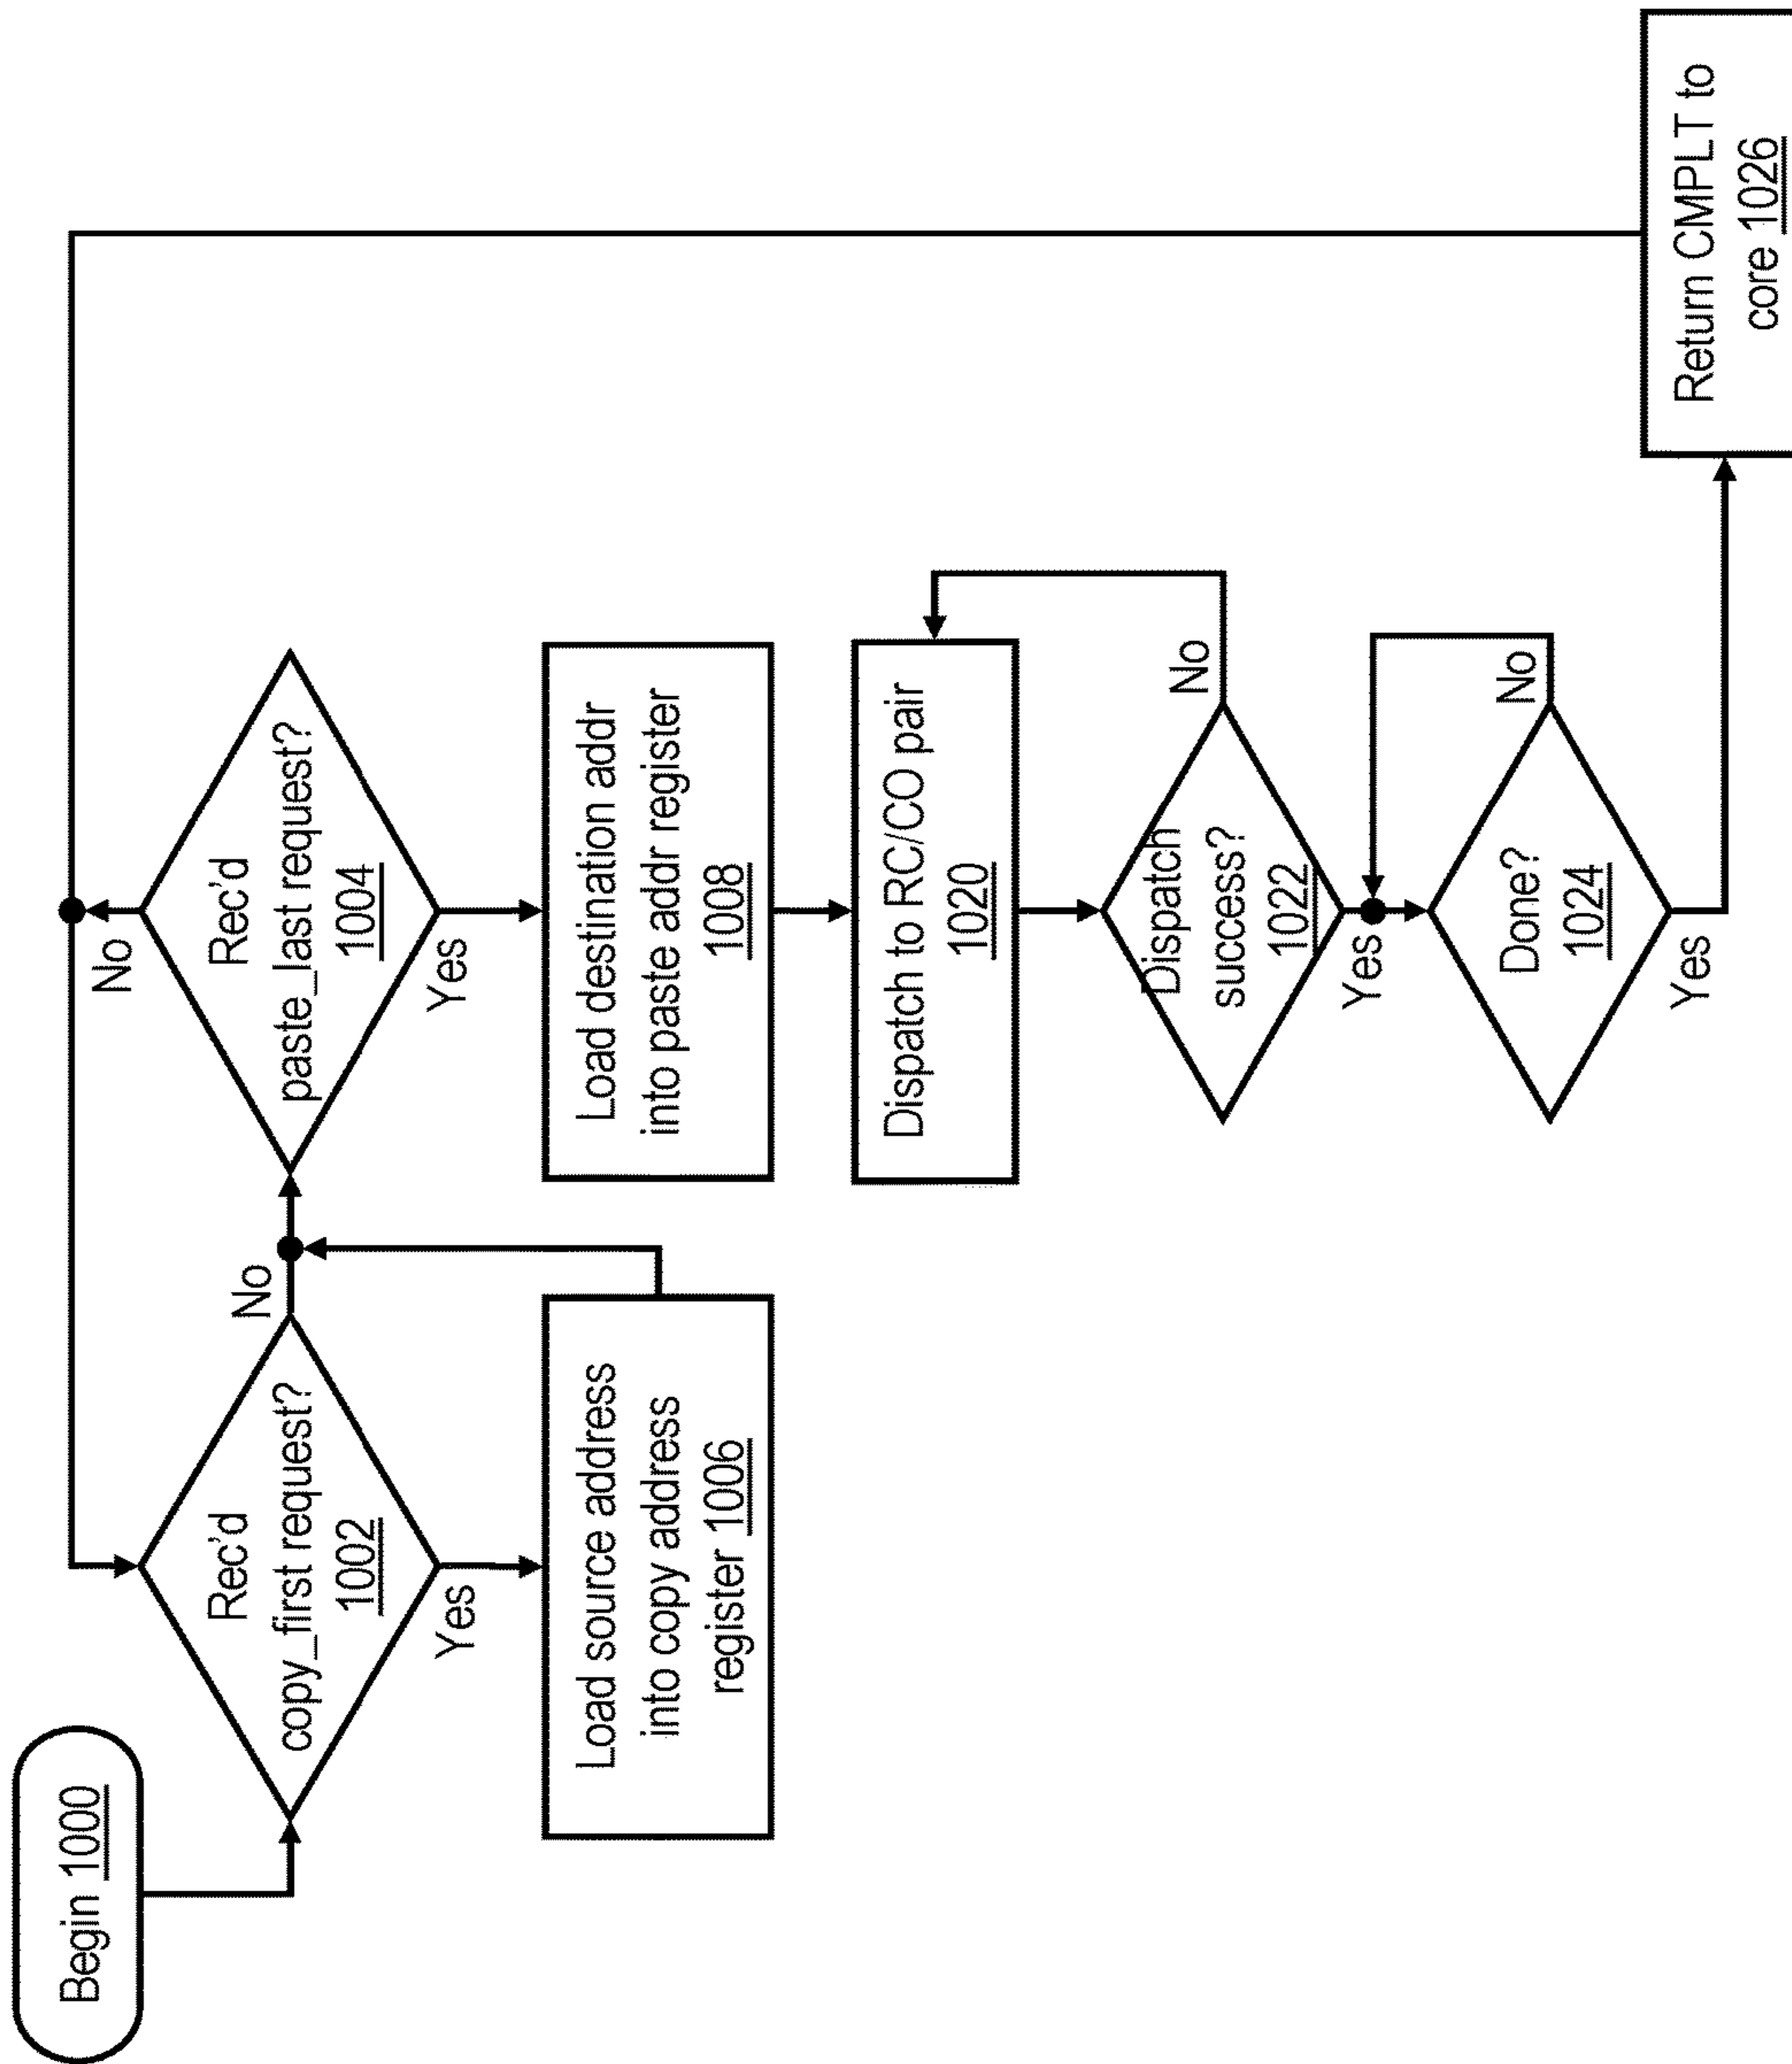 Begin 1000
Rec'd
copy_first request?
1002
No
Yes
Load source address
into copy address
register 1006
No
Rec'd
paste_last request?
1004
Yes
Load destination addr
into paste addr register
1008
Dispatch to RC/CO pair
1020
Dispatch
success?
1022
No
Yes
Done?
1024
No
Yes
Return CMPLT to
core 1026